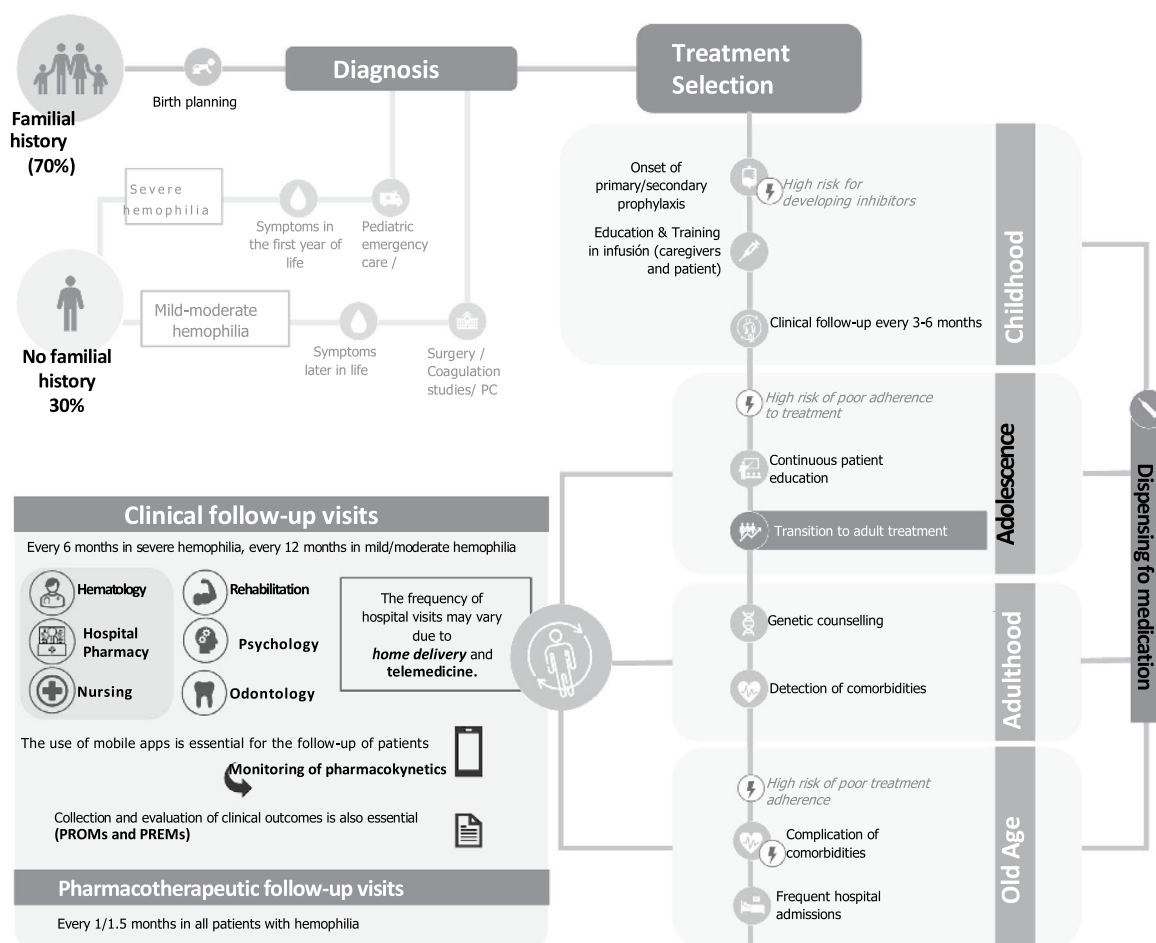 Familial
history
(70%)
Birth planning
Diagnosis
Treatment
Selection
Severe
hemophilia
Symptoms in
the first year of
life
Pediatric
emergency
care /
No familial
history
30%
Mild-moderate
hemophilia
Symptoms
later in life
Surgery /
Coagulation
studies/ PC
Onset of
primary/secondary
prophylaxis
High risk for
developing inhibitors
Education & Training
in infusión (caregivers
and patient)
Clinical follow-up every 3-6 months
Childhood
High risk of poor adherence
to treatment
Continuous patient
education
Transition to adult treatment
Adolescence
Genetic counselling
Detection of comorbidities
Adulthood
High risk of poor treatment
adherence
Complication of
comorbidities
Frequent hospital
admissions
Old Age
Dispensing fo medication
Clinical follow-up visits
Every 6 months in severe hemophilia, every 12 months in mild/moderate hemophilia
Hematology
Hospital
Pharmacy
Nursing
Rehabilitation
Psychology
Odontology
The frequency of
hospital visits may vary
due to
home delivery and
telemedicine.
The use of mobile apps is essential for the follow-up of patients
Monitoring of pharmacokynetics
Collection and evaluation of clinical outcomes is also essential
(PROMs and PREMs)
Pharmacotherapeutic follow-up visits
Every 1/1.5 months in all patients with hemophilia